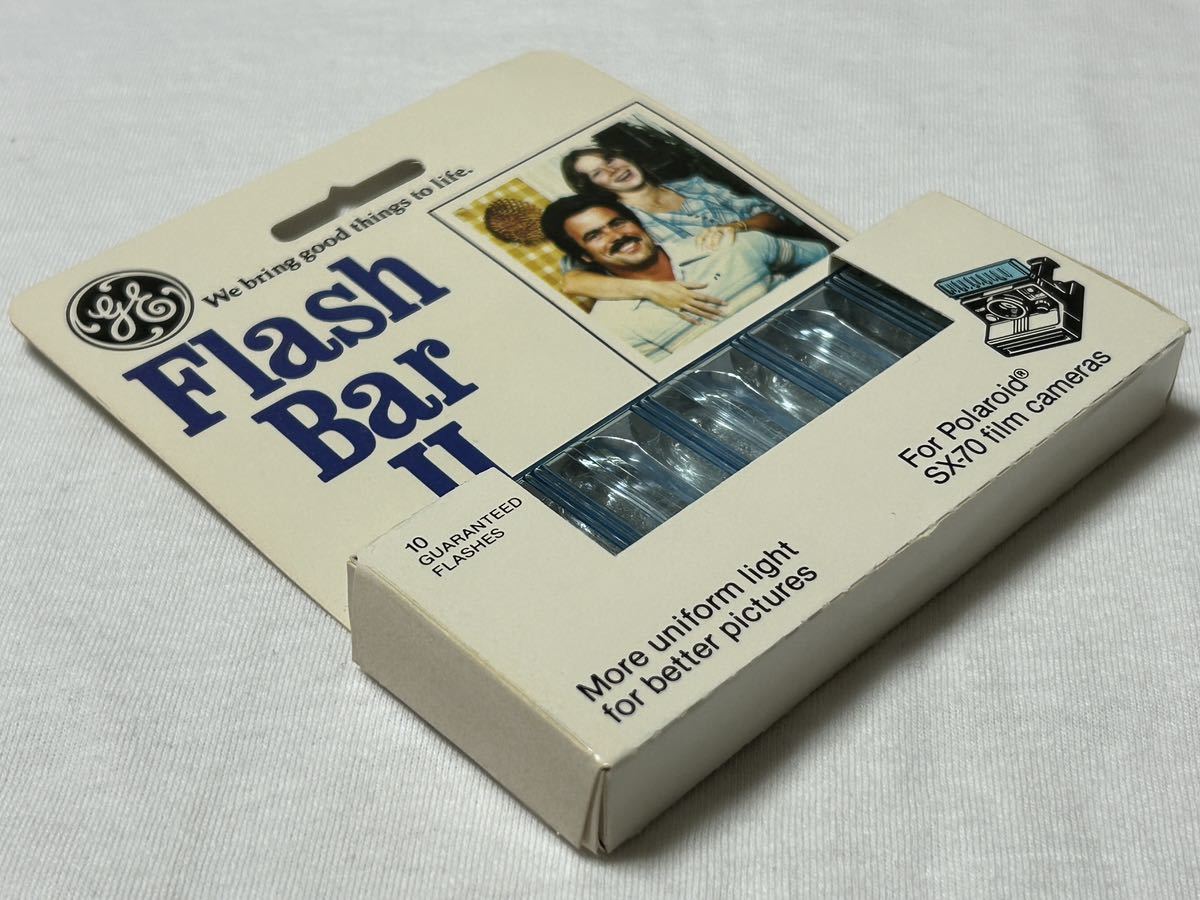 GE
We bring good things to life.
Flash
Bar
II
10
GUARANTEED
FLASHES
For Polaroid®
SX-70 film cameras
More uniform light
for better pictures